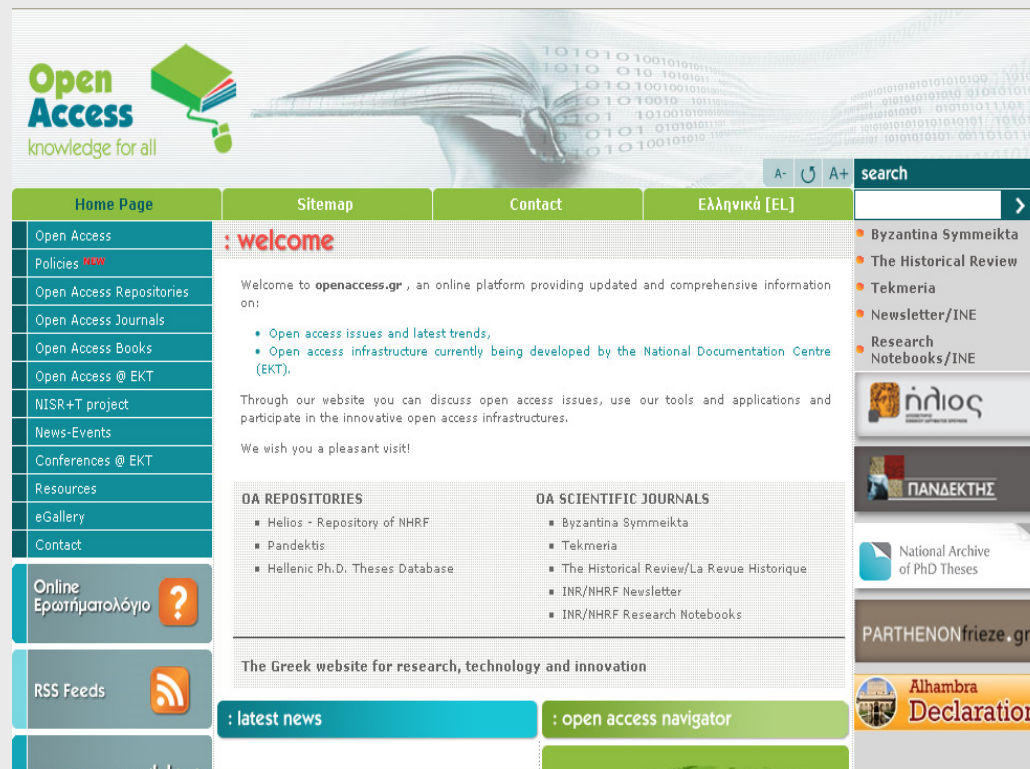 Open
Access
knowledge for all
A- A+
search
Home Page
Sitemap
Contact
Ελληνικά [EL]
Open Access
Policies NEW
Open Access Repositories
Open Access Journals
Open Access Books
Open Access @ EKT
NISR+T project
News-Events
Conferences @ EKT
Resources
eGallery
Contact
Online
Ερωτηματολόγιο
RSS Feeds
: welcome
Welcome to openaccess.gr , an online platform providing updated and comprehensive information
on:
• Open access issues and latest trends,
• Open access infrastructure currently being developed by the National Documentation Centre
(EKT).
Through our website you can discuss open access issues, use our tools and applications and
participate in the innovative open access infrastructures.
We wish you a pleasant visit!
OA REPOSITORIES
Helios - Repository of NHRF
Pandektis
Hellenic Ph.D. Theses Database
OA SCIENTIFIC JOURNALS
Byzantina Symmeikta
Tekmeria
The Historical Review/La Revue Historique
INR/NHRF Newsletter
INR/NHRF Research Notebooks
The Greek website for research, technology and innovation
: latest news
: open access navigator
Byzantina Symmeikta
The Historical Review
Tekmeria
Newsletter/INE
Research
Notebooks/INE
ήλιος
ΠΑΝΔΕΚΤΗΣ
National Archive
of PhD Theses
PARTHENONfrieze.gr
Alhambra
Declaration